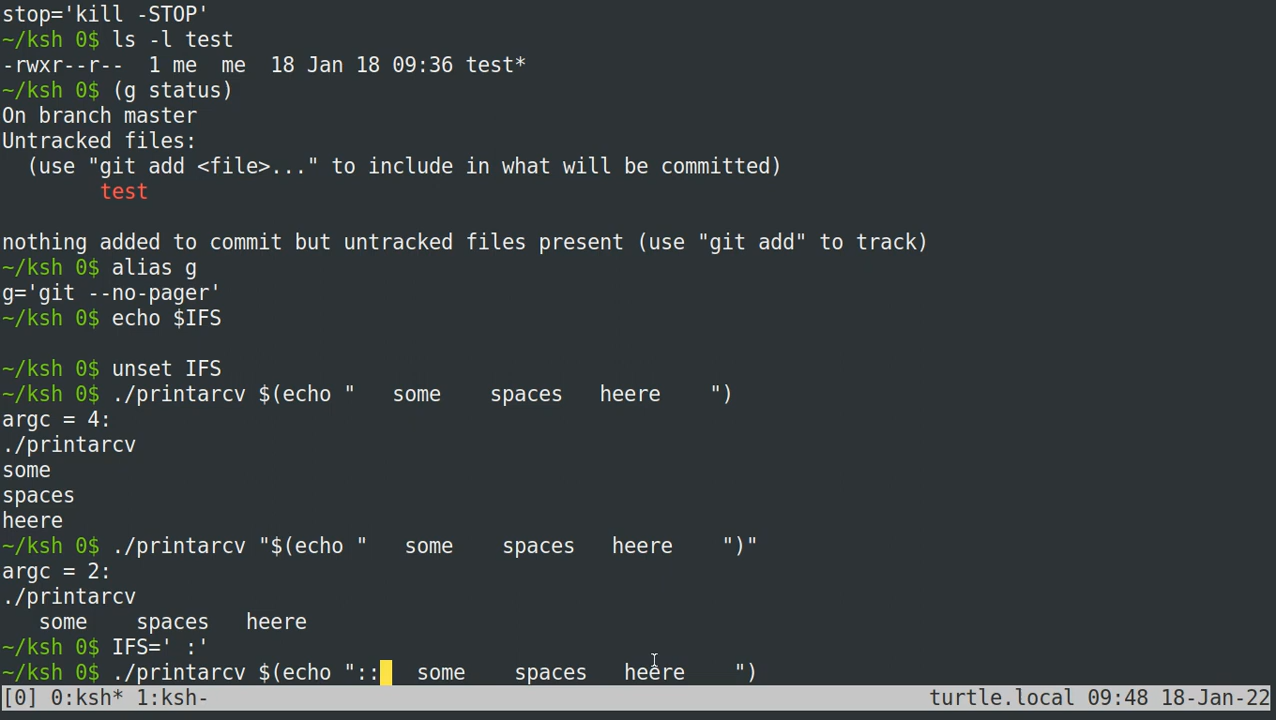 stop='kill -STOP'
~/ksh 0$ ls -l test
-rwxr--r--  1 me  me  18 Jan 18 09:36 test*
~/ksh 0$ (g status)
On branch master
Untracked files:
  (use "git add <file>..." to include in what will be committed)
        test

nothing added to commit but untracked files present (use "git add" to track)
~/ksh 0$ alias g
g='git --no-pager'
~/ksh 0$ echo $IFS

~/ksh 0$ unset IFS
~/ksh 0$ ./printarcv $(echo "   some    spaces   heere    ")
argc = 4:
./printarcv
some
spaces
heere
~/ksh 0$ ./printarcv "$(echo "   some    spaces   heere    ")"
argc = 2:
./printarcv
   some    spaces   heere
~/ksh 0$ IFS=' :'
~/ksh 0$ ./printarcv $(echo "::   some    spaces   heere    ")
[0] 0:ksh* 1:ksh-                                                           turtle.local 09:48 18-Jan-22